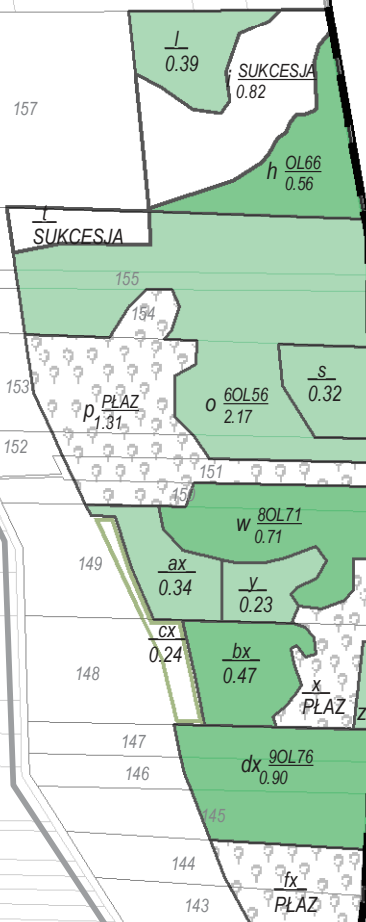 l
0.39
SUKCESJA
0.82
157
h OL66
0.56
t
SUKCESJA
155
154
153
p PŁAZ
1.31
o 6OL56
2.17
s
0.32
152
151
150
w 8OL71
0.71
149
ax
0.34
y
0.23
cx
0.24
bx
0.47
148
x
PŁAZ
z
147
146
dx 9OL76
0.90
145
144
fx
PŁAZ
143